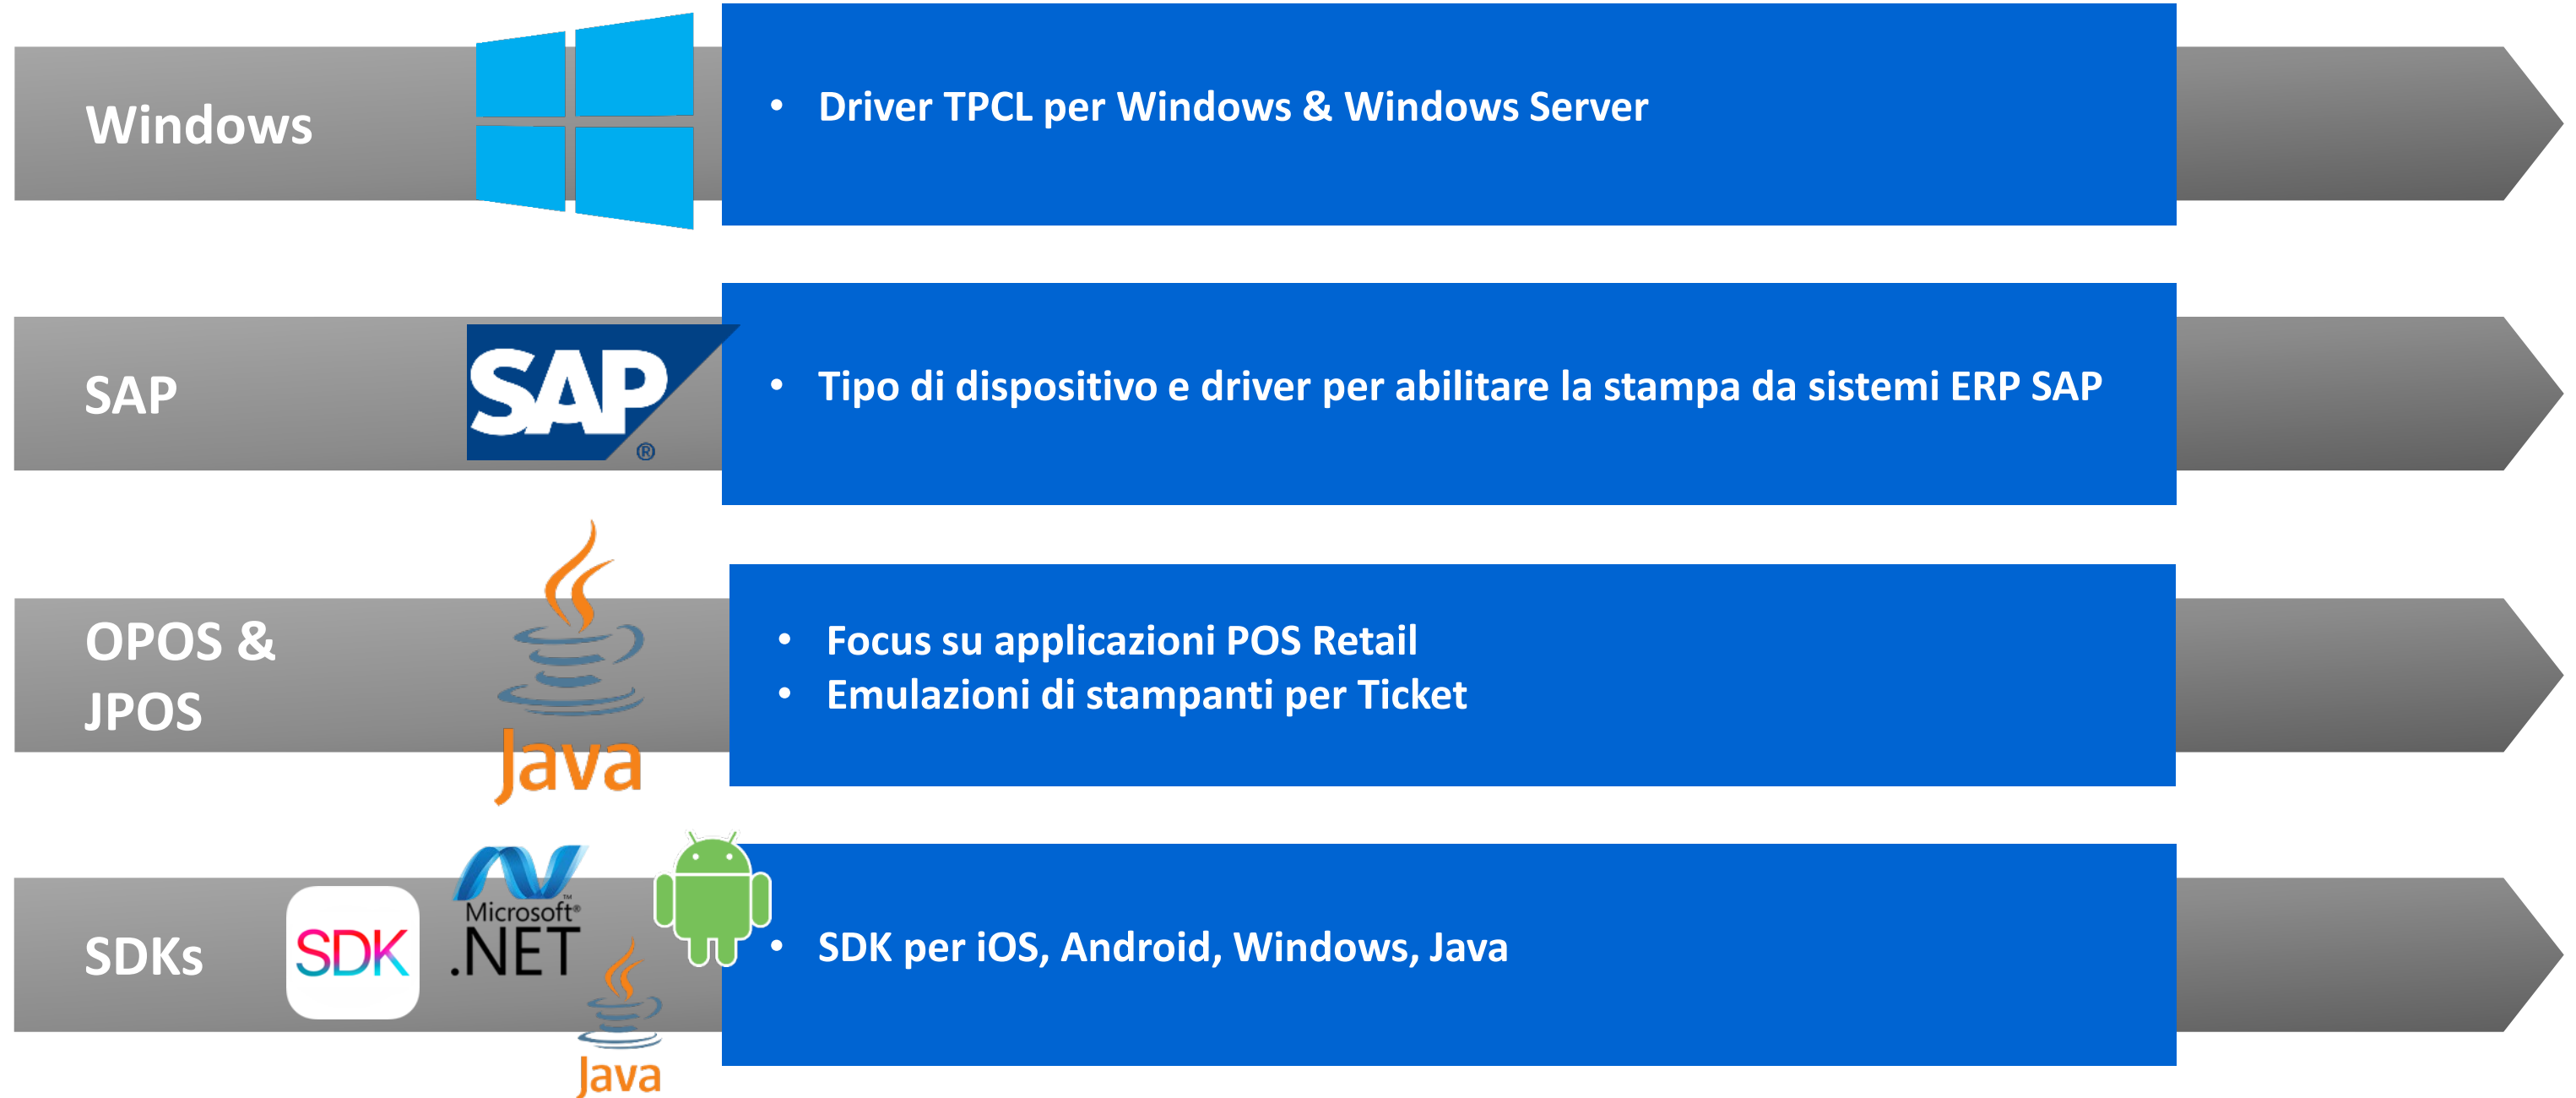 Windows
• Driver TPCL per Windows & Windows Server
SAP
SAP
®
• Tipo di dispositivo e driver per abilitare la stampa da sistemi ERP SAP
OPOS &
JPOS
Java
• Focus su applicazioni POS Retail
• Emulazioni di stampanti per Ticket
SDKs
SDK
Microsoft®
.NET™
Java
• SDK per iOS, Android, Windows, Java